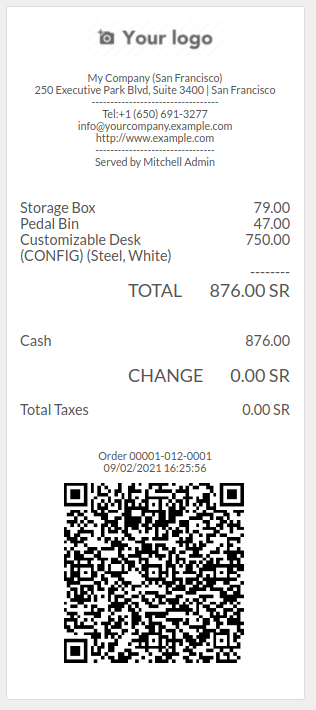 Your logo
My Company (San Francisco)
250 Executive Park Blvd, Suite 3400 | San Francisco
----------------------------------
Tel:+1 (650) 691-3277
info@yourcompany.example.com
http://www.example.com
--------------------------------
Served by Mitchell Admin
Storage Box 79.00
Pedal Bin 47.00
Customizable Desk 750.00
(CONFIG) (Steel, White)
--------
TOTAL 876.00 SR
Cash 876.00
CHANGE 0.00 SR
Total Taxes 0.00 SR
Order 00001-012-0001
09/02/2021 16:25:56